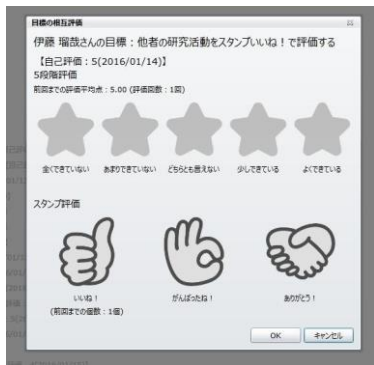 目標の相互評価
伊藤 瑠哉さんの目標：他者の研究活動をスタンプいいね！で評価する
【自己評価：5(2016/01/14)】
5段階評価
前回までの評価平均点：5.00 (評価回数：1回)
全くできていない
あまりできていない
どちらとも言えない
少しできている
よくできている
スタンプ評価
いいね！
がんばったね！
ありがとう！
(前回までの個数：1個)
OK
キャンセル